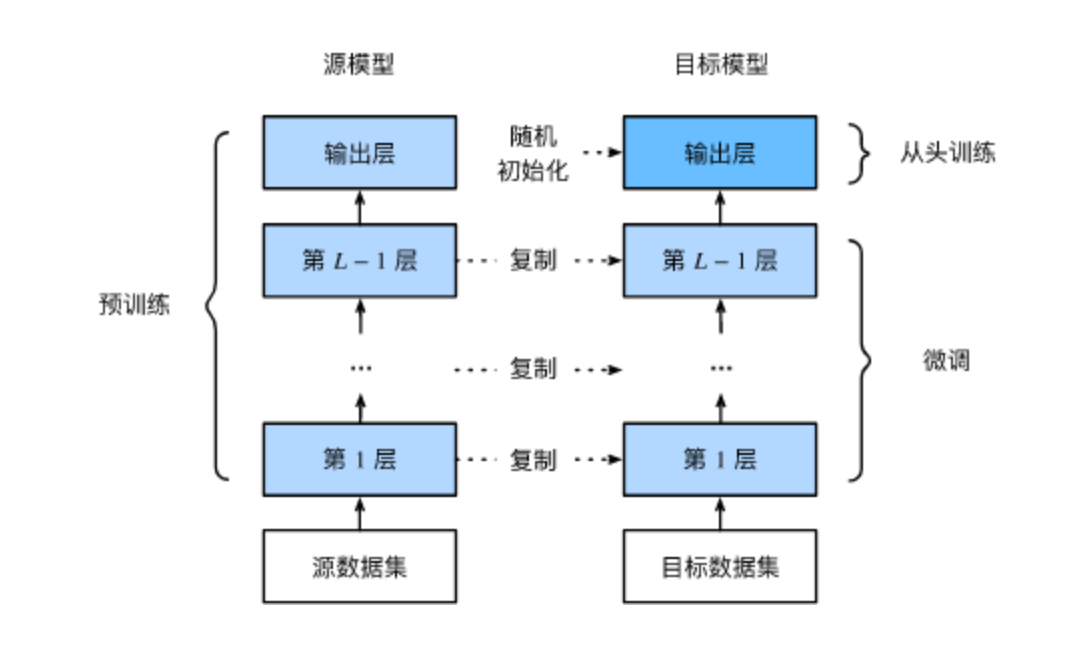 源模型
目标模型
输出层
随机
初始化
输出层
从头训练
第 L − 1 层
复制
第 L − 1 层
预训练
...
复制
...
微调
第 1 层
复制
第 1 层
源数据集
目标数据集